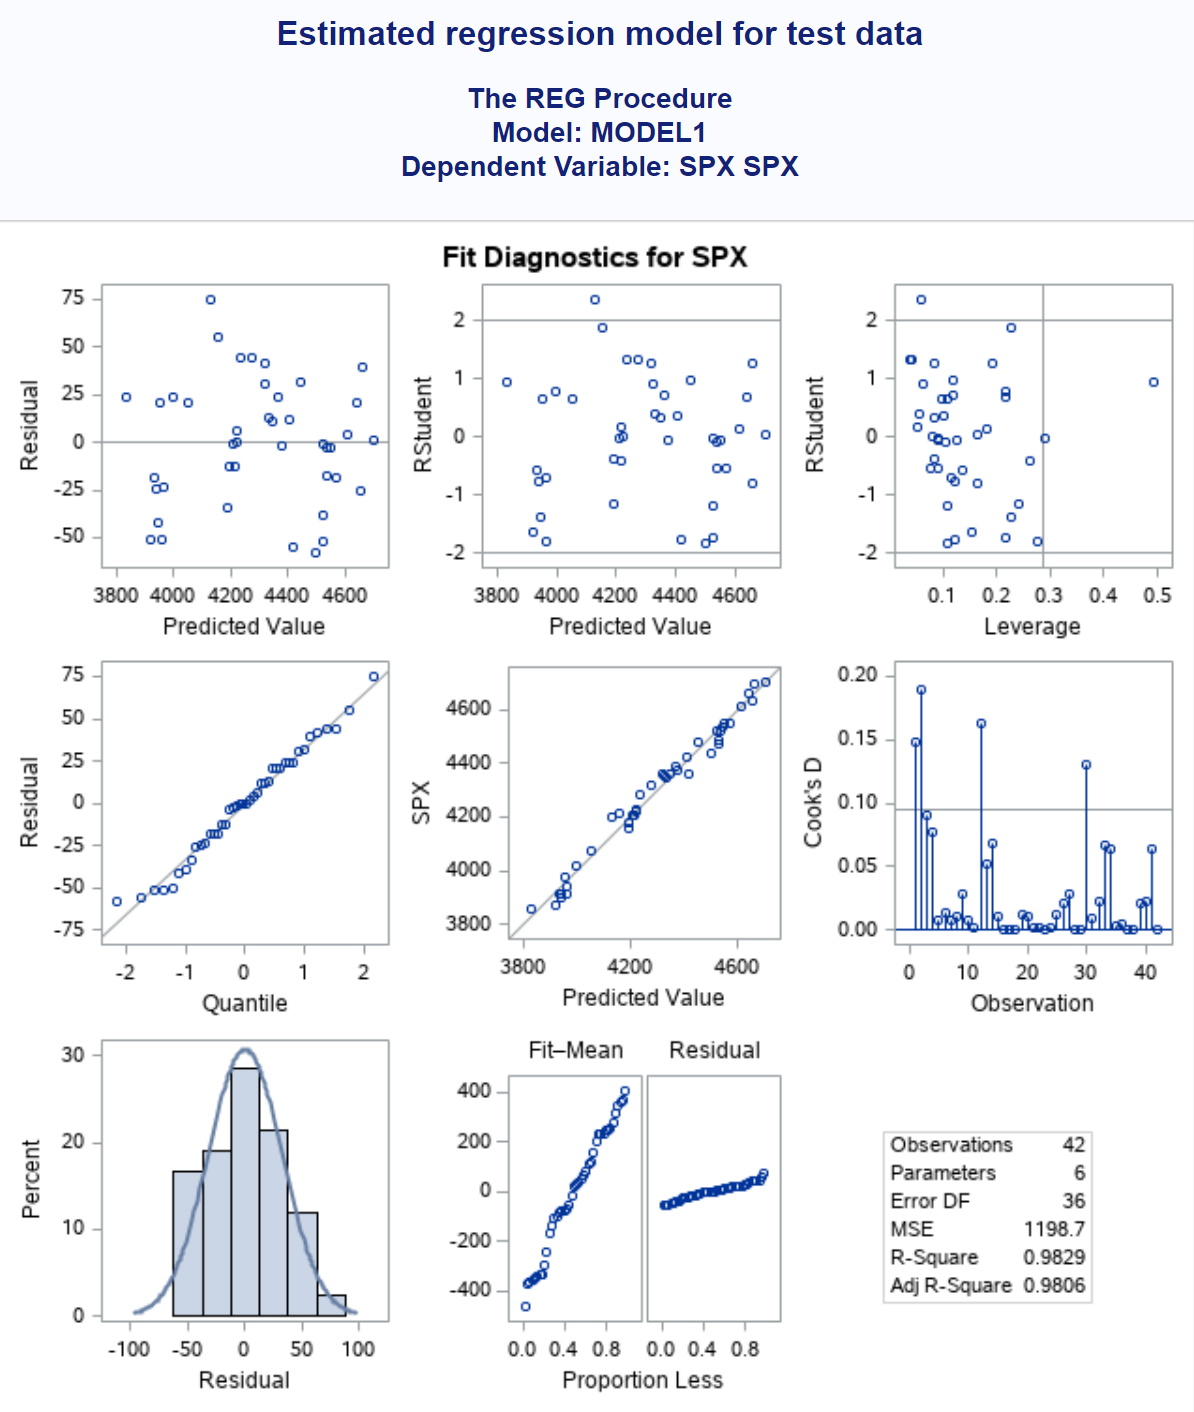 Estimated regression model for test data
The REG Procedure
Model: MODEL1
Dependent Variable: SPX SPX
Fit Diagnostics for SPX
Residual
75
50
25
0
-25
-50
3800 4000 4200 4400 4600
Predicted Value
RStudent
2
1
0
-1
-2
3800 4000 4200 4400 4600
Predicted Value
RStudent
2
1
0
-1
-2
0.1 0.2 0.3 0.4 0.5
Leverage
Residual
75
50
25
0
-25
-50
-75
-2 -1 0 1 2
Quantile
SPX
4600
4400
4200
4000
3800
3800 4200 4600
Predicted Value
Cook's D
0.20
0.15
0.10
0.05
0.00
0 10 20 30 40
Observation
Percent
30
20
10
0
-100 -50 0 50 100
Residual
Fit–Mean Residual
400
200
0
-200
-400
0.0 0.4 0.8 0.0 0.4 0.8
Proportion Less
Observations 42
Parameters 6
Error DF 36
MSE 1198.7
R-Square 0.9829
Adj R-Square 0.9806